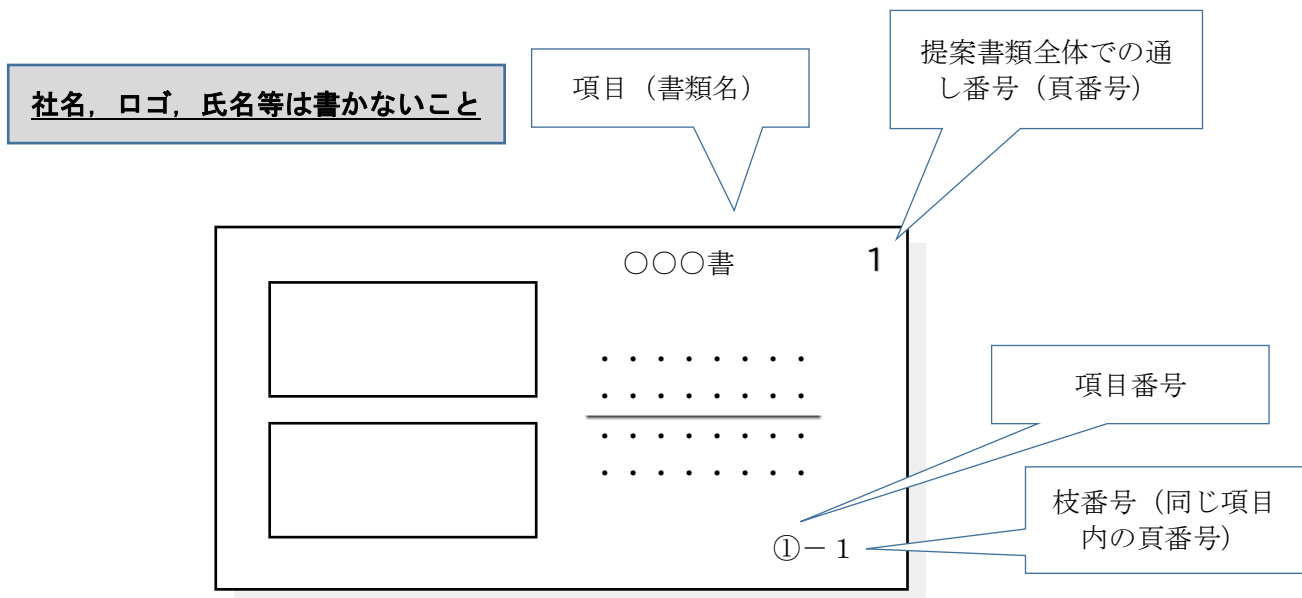 社名，ロゴ，氏名等は書かないこと
項目（書類名）
提案書類全体での通
し番号（頁番号）
○○○書
1
・・・・・・・・
・・・・・・・・
・・・・・・・・
・・・・・・・・
項目番号
枝番号（同じ項目
内の頁番号）
①－１